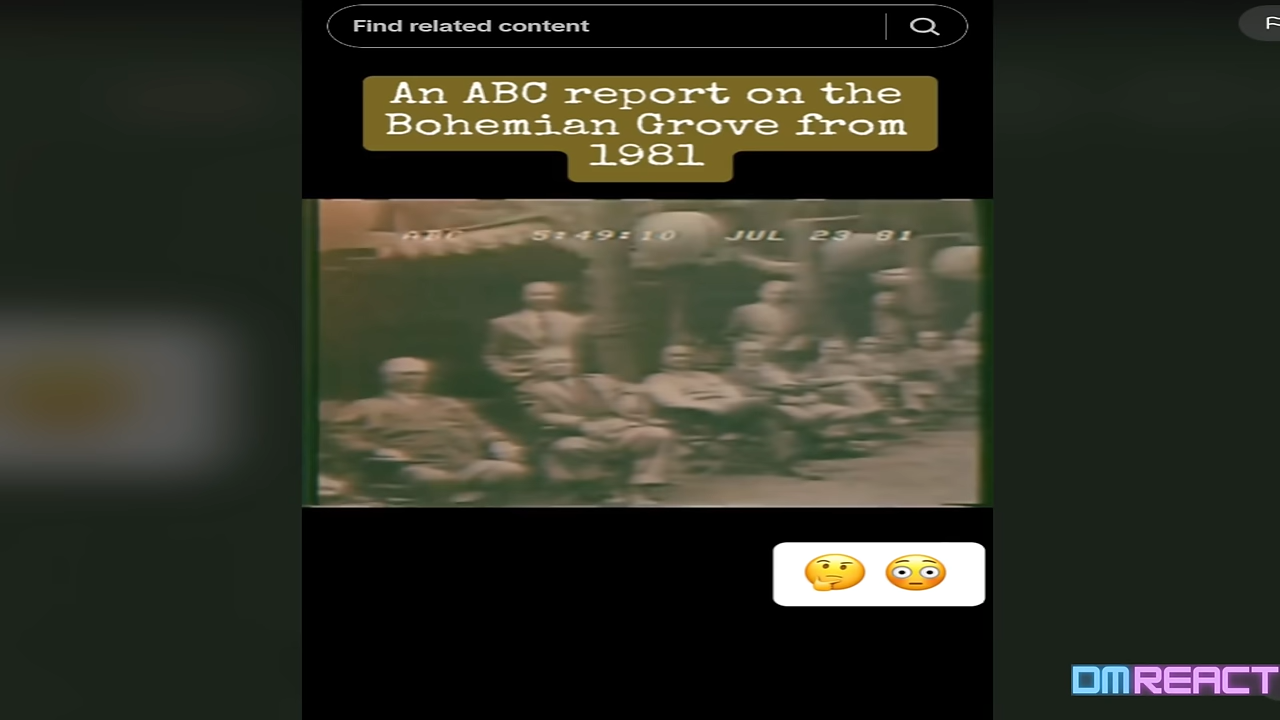 Find related content
An ABC report on the
Bohemian Grove from
1981
ABC 5:49:10 JUL 23 81
DMREACT